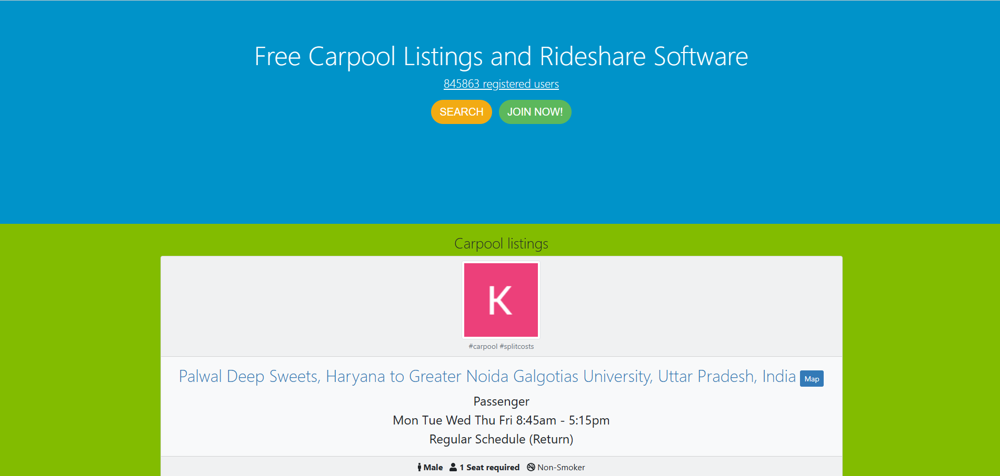 Free Carpool Listings and Rideshare Software
845863 registered users
SEARCH JOIN NOW!
Carpool listings
K
#carpool #splitcosts
Palwal Deep Sweets, Haryana to Greater Noida Galgotias University, Uttar Pradesh, India Map
Passenger
Mon Tue Wed Thu Fri 8:45am - 5:15pm
Regular Schedule (Return)
Male 1 Seat required Non-Smoker